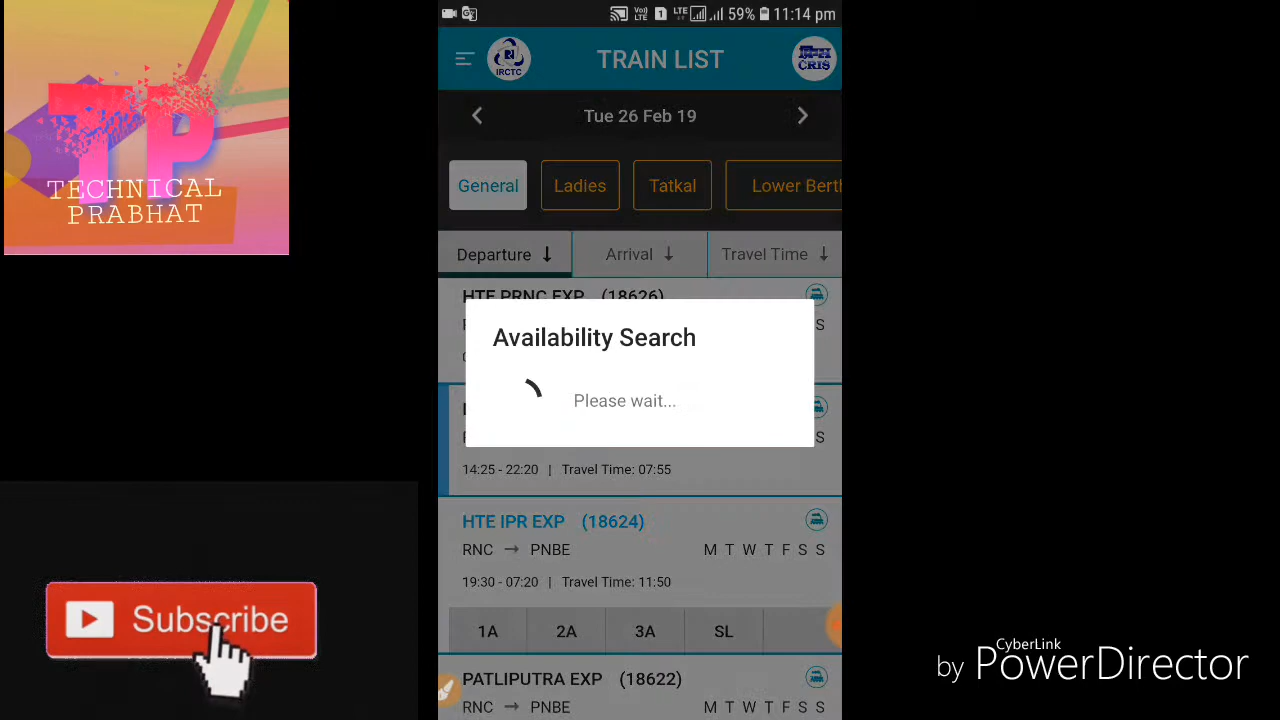 TP
TECHNICAL
PRABHAT
Subscribe
59% 11:14 pm
IRCTC
TRAIN LIST
CRIS
Tue 26 Feb 19
General Ladies Tatkal Lower Berth
Departure ↓ Arrival ↓ Travel Time ↓
HTE PRNC EXP (18626)
S
Availability Search
Please wait...
S
14:25 - 22:20 | Travel Time: 07:55
HTE IPR EXP (18624)
RNC → PNBE M T W T F S S
19:30 - 07:20 | Travel Time: 11:50
1A 2A 3A SL
PATLIPUTRA EXP (18622)
RNC → PNBE M T W T F S S
CyberLink
by PowerDirector